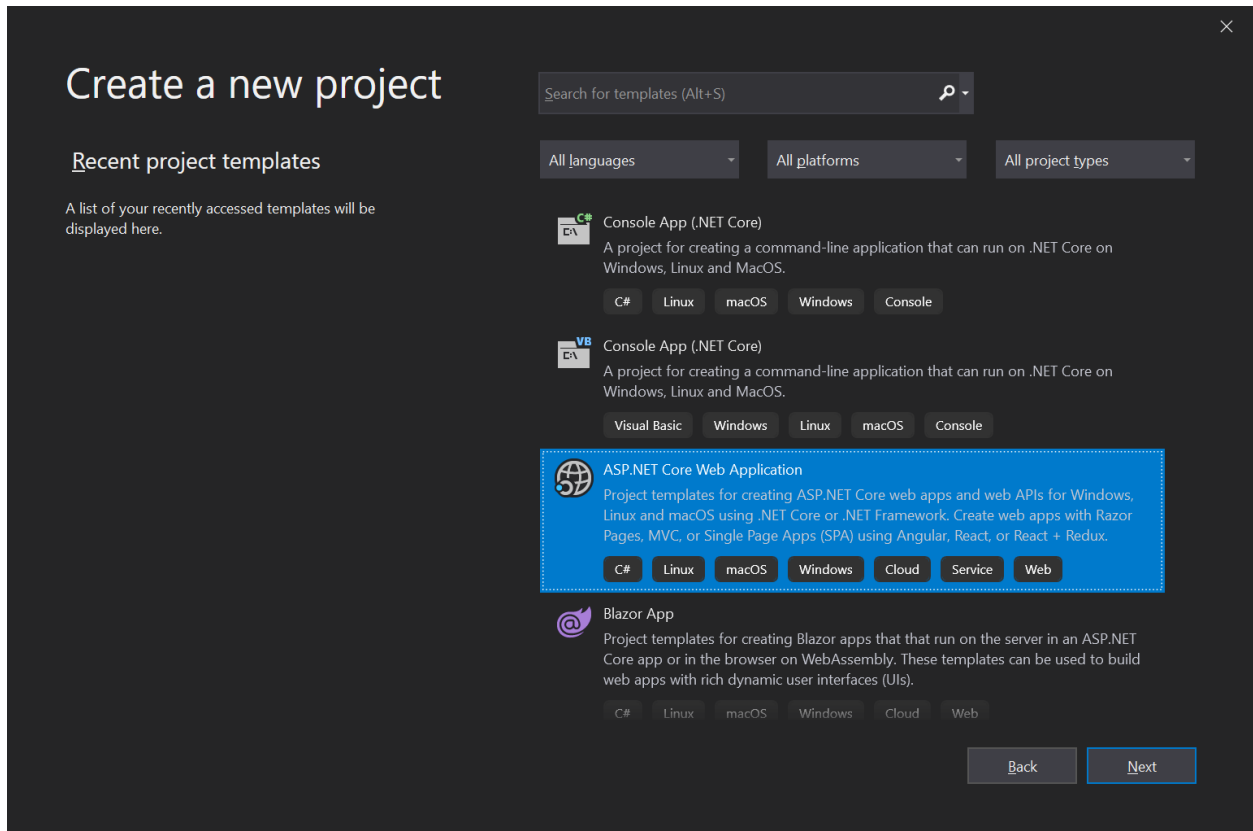 Create a new project
Search for templates (Alt+S)
Recent project templates
All languages
All platforms
All project types
A list of your recently accessed templates will be
displayed here.
C#
C:\
Console App (.NET Core)
A project for creating a command-line application that can run on .NET Core on
Windows, Linux and MacOS.
C# Linux macOS Windows Console
VB
C:\
Console App (.NET Core)
A project for creating a command-line application that can run on .NET Core on
Windows, Linux and MacOS.
Visual Basic Windows Linux macOS Console
ASP.NET Core Web Application
Project templates for creating ASP.NET Core web apps and web APIs for Windows,
Linux and macOS using .NET Core or .NET Framework. Create web apps with Razor
Pages, MVC, or Single Page Apps (SPA) using Angular, React, or React + Redux.
C# Linux macOS Windows Cloud Service Web
Blazor App
Project templates for creating Blazor apps that that run on the server in an ASP.NET
Core app or in the browser on WebAssembly. These templates can be used to build
web apps with rich dynamic user interfaces (UIs).
C# Linux macOS Windows Cloud Web
Back
Next